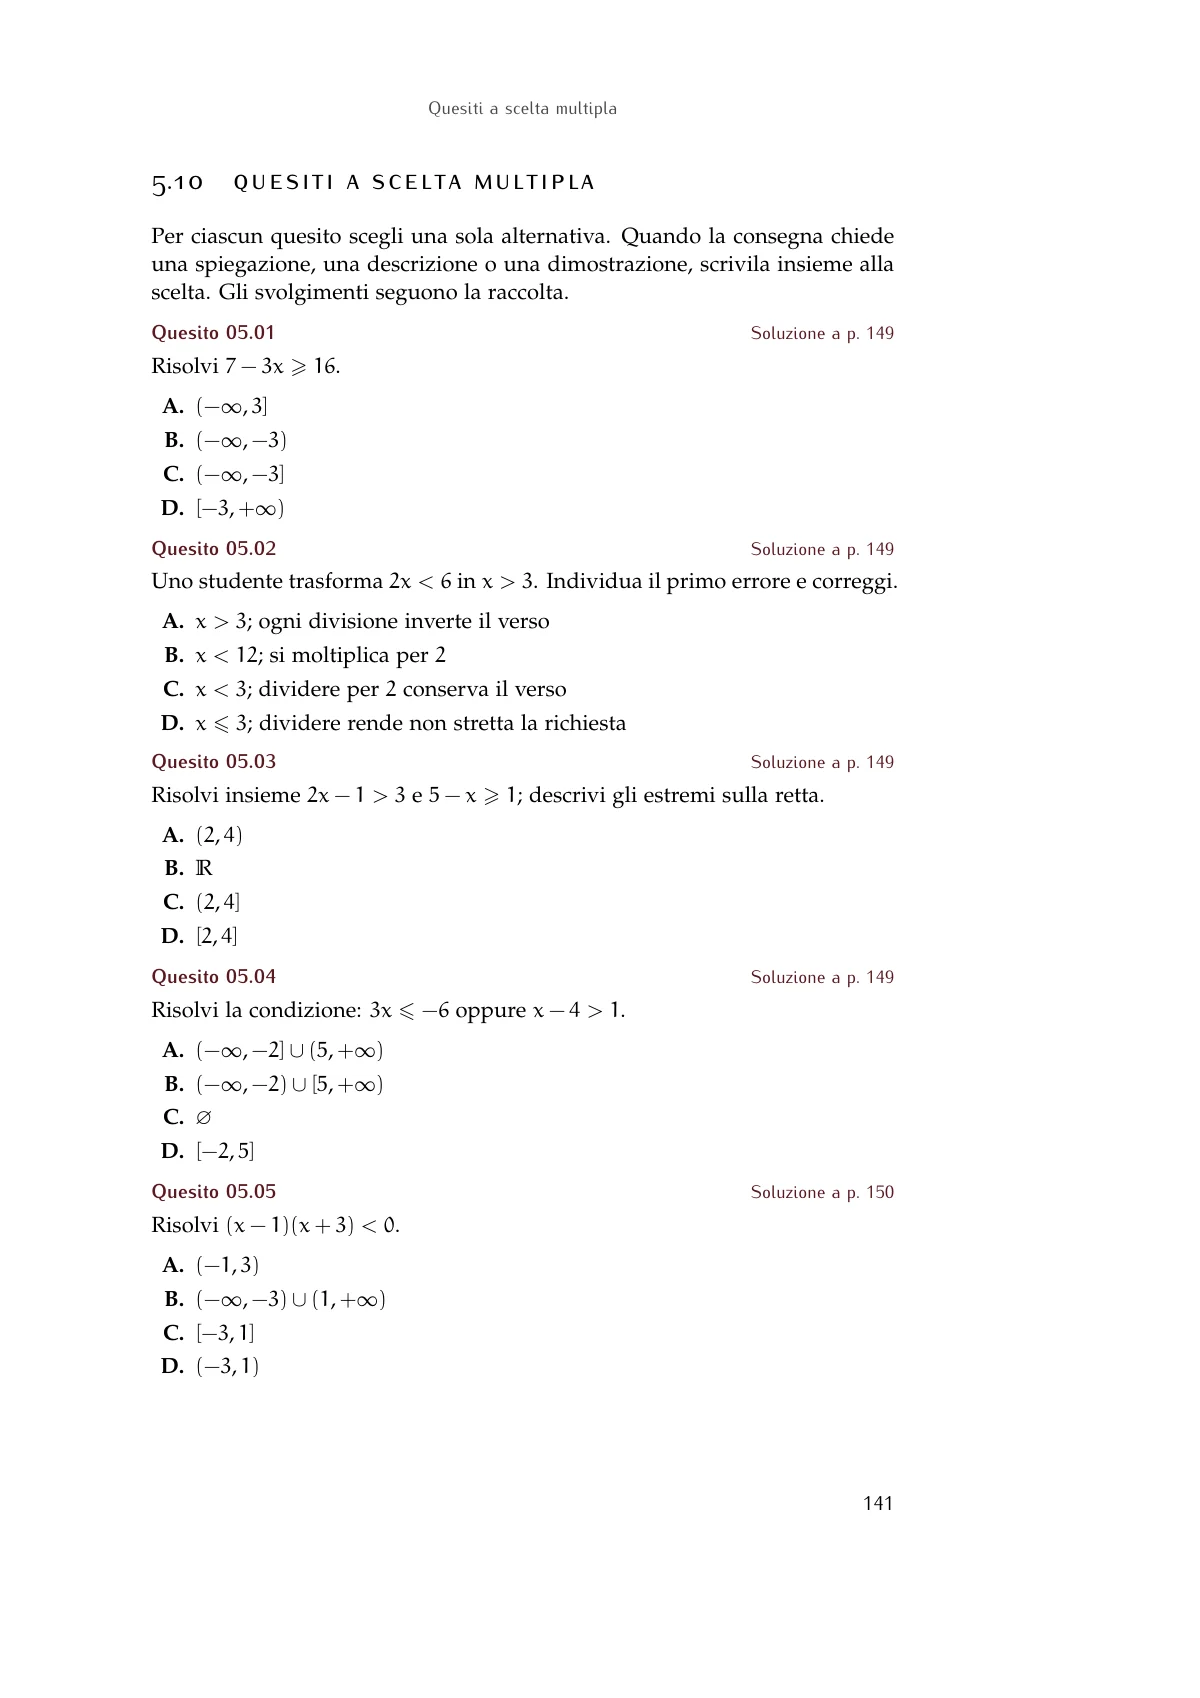 Quesiti a scelta multipla
5.10 QUESITI A SCELTA MULTIPLA
Per ciascun quesito scegli una sola alternativa. Quando la consegna chiede
una spiegazione, una descrizione o una dimostrazione, scrivila insieme alla
scelta. Gli svolgimenti seguono la raccolta.
Quesito 05.01 Soluzione a p. 149
Risolvi 7 − 3x ⩾ 16.
A. (−∞, 3]
B. (−∞, −3)
C. (−∞, −3]
D. [−3, +∞)
Quesito 05.02 Soluzione a p. 149
Uno studente trasforma 2x < 6 in x > 3. Individua il primo errore e correggi.
A. x > 3; ogni divisione inverte il verso
B. x < 12; si moltiplica per 2
C. x < 3; dividere per 2 conserva il verso
D. x ⩽ 3; dividere rende non stretta la richiesta
Quesito 05.03 Soluzione a p. 149
Risolvi insieme 2x − 1 > 3 e 5 − x ⩾ 1; descrivi gli estremi sulla retta.
A. (2, 4)
B. ℝ
C. (2, 4]
D. [2, 4]
Quesito 05.04 Soluzione a p. 149
Risolvi la condizione: 3x ⩽ −6 oppure x − 4 > 1.
A. (−∞, −2] ∪ (5, +∞)
B. (−∞, −2) ∪ [5, +∞)
C. ∅
D. [−2, 5]
Quesito 05.05 Soluzione a p. 150
Risolvi (x − 1)(x + 3) < 0.
A. (−1, 3)
B. (−∞, −3) ∪ (1, +∞)
C. [−3, 1]
D. (−3, 1)
141